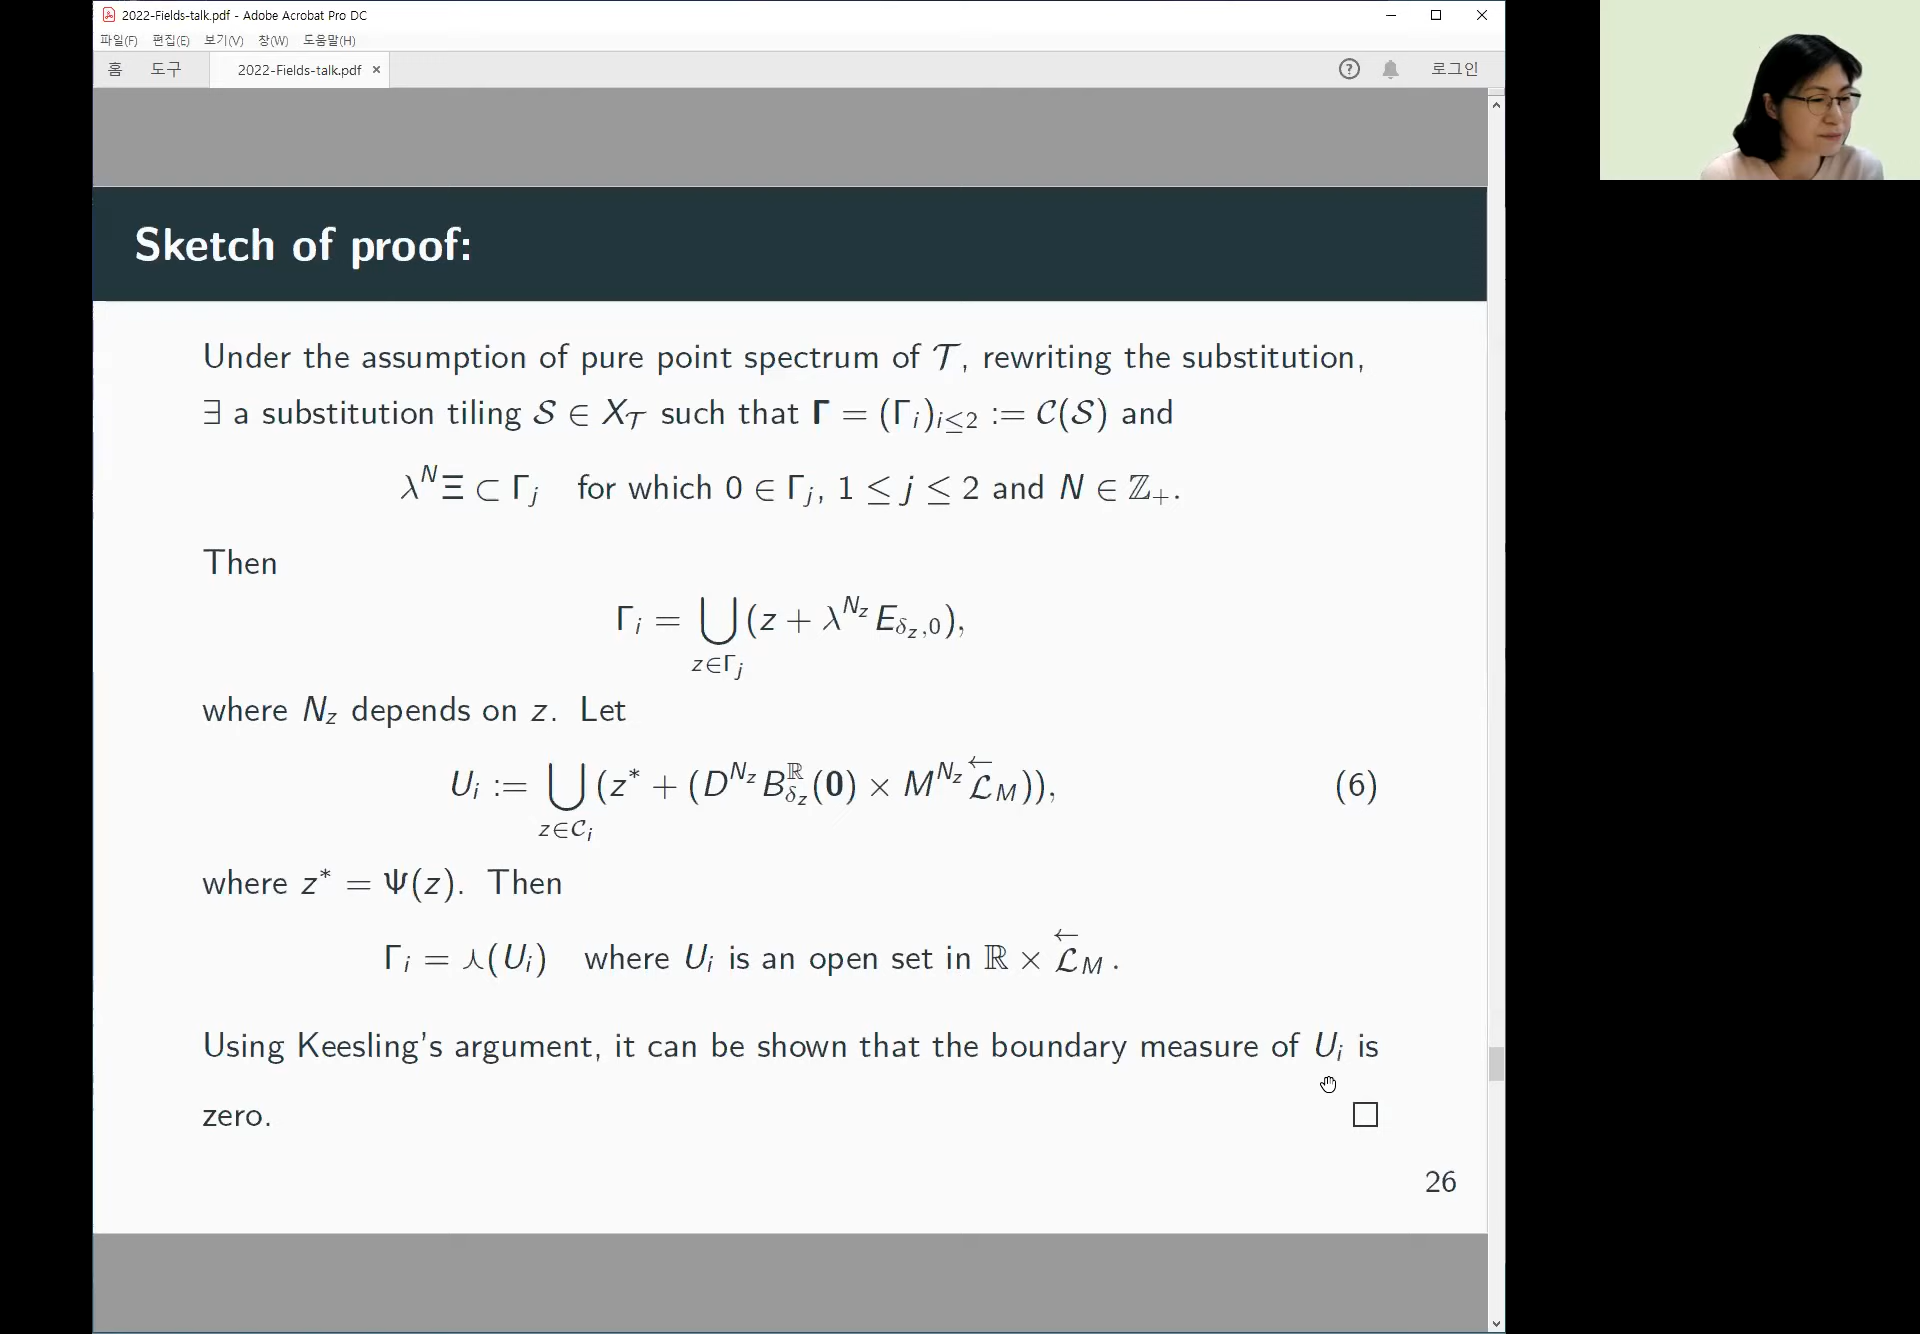 2022-Fields-talk.pdf - Adobe Acrobat Pro DC
파일(F) 편집(E) 보기(V) 창(W) 도움말(H)
홈 도구 2022-Fields-talk.pdf × ? 로그인
Sketch of proof:
Under the assumption of pure point spectrum of 𝒯, rewriting the substitution,
∃ a substitution tiling 𝒮 ∈ X_𝒯 such that 𝚪 = (Γ_i)_{i≤2} := 𝒞(𝒮) and
λ^N Ξ ⊂ Γ_j for which 0 ∈ Γ_j, 1 ≤ j ≤ 2 and N ∈ ℤ_+.
Then
Γ_i = ⋃_{z∈Γ_j} (z + λ^{N_z} E_{δ_z,0}),
where N_z depends on z. Let
U_i := ⋃_{z∈𝒞_i} (z* + (D^{N_z} B^ℝ_{δ_z}(𝟎) × M^{N_z} \overleftarrow{ℒ}_M)), (6)
where z* = Ψ(z). Then
Γ_i = ⅄(U_i) where U_i is an open set in ℝ × \overleftarrow{ℒ}_M .
Using Keesling's argument, it can be shown that the boundary measure of U_i is
zero. □
26